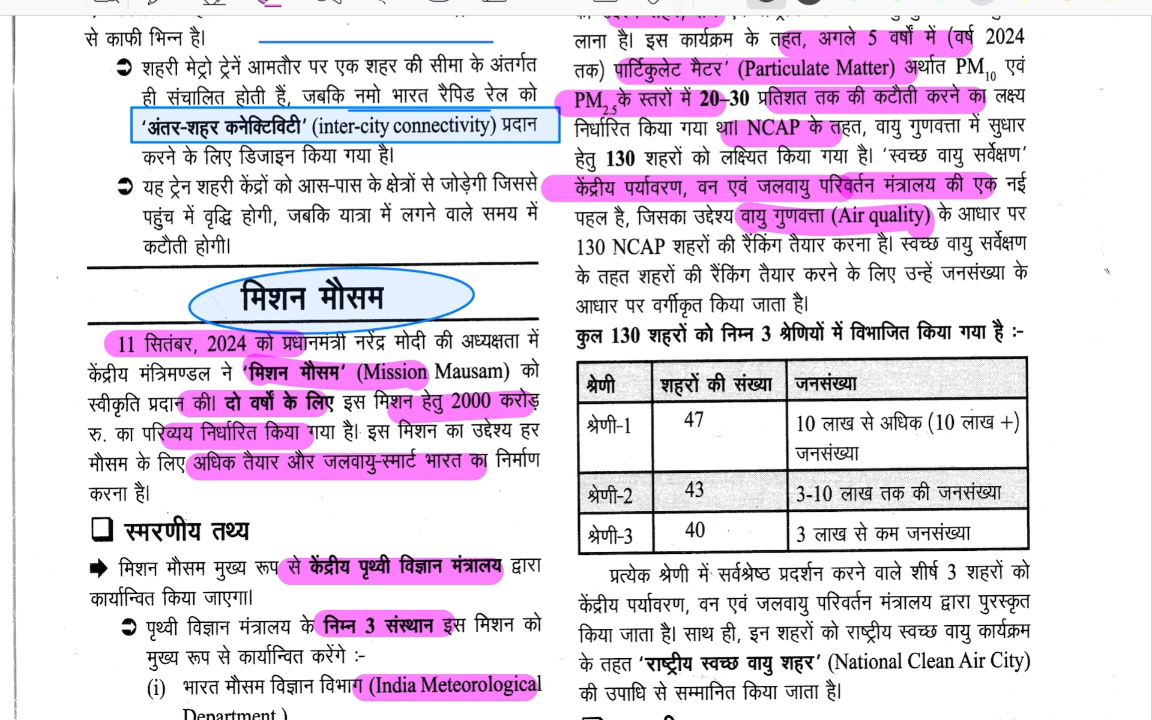 से काफी भिन्न है।
➲ शहरी मेट्रो ट्रेनें आमतौर पर एक शहर की सीमा के अंतर्गत
ही संचालित होती हैं, जबकि नमो भारत रैपिड रेल को
‘अंतर-शहर कनेक्टिविटी’ (inter-city connectivity) प्रदान
करने के लिए डिजाइन किया गया है।
➲ यह ट्रेन शहरी केंद्रों को आस-पास के क्षेत्रों से जोड़ेगी जिससे
पहुंच में वृद्धि होगी, जबकि यात्रा में लगने वाले समय में
कटौती होगी।
मिशन मौसम
11 सितंबर, 2024 को प्रधानमंत्री नरेंद्र मोदी की अध्यक्षता में
केंद्रीय मंत्रिमण्डल ने ‘मिशन मौसम’ (Mission Mausam) को
स्वीकृति प्रदान की। दो वर्षों के लिए इस मिशन हेतु 2000 करोड़
रु. का परिव्यय निर्धारित किया गया है। इस मिशन का उद्देश्य हर
मौसम के लिए अधिक तैयार और जलवायु-स्मार्ट भारत का निर्माण
करना है।
❑ स्मरणीय तथ्य
➡ मिशन मौसम मुख्य रूप से केंद्रीय पृथ्वी विज्ञान मंत्रालय द्वारा
कार्यान्वित किया जाएगा।
➲ पृथ्वी विज्ञान मंत्रालय के निम्न 3 संस्थान इस मिशन को
मुख्य रूप से कार्यान्वित करेंगे :-
(i) भारत मौसम विज्ञान विभाग (India Meteorological
Department )
लाना है। इस कार्यक्रम के तहत, अगले 5 वर्षों में (वर्ष 2024
तक) पार्टिकुलेट मैटर’ (Particulate Matter) अर्थात PM10 एवं
PM2.5 के स्तरों में 20–30 प्रतिशत तक की कटौती करने का लक्ष्य
निर्धारित किया गया था। NCAP के तहत, वायु गुणवत्ता में सुधार
हेतु 130 शहरों को लक्ष्यित किया गया है। ‘स्वच्छ वायु सर्वेक्षण’
केंद्रीय पर्यावरण, वन एवं जलवायु परिवर्तन मंत्रालय की एक नई
पहल है, जिसका उद्देश्य वायु गुणवत्ता (Air quality) के आधार पर
130 NCAP शहरों की रैंकिंग तैयार करना है। स्वच्छ वायु सर्वेक्षण
के तहत शहरों की रैंकिंग तैयार करने के लिए उन्हें जनसंख्या के
आधार पर वर्गीकृत किया जाता है।
कुल 130 शहरों को निम्न 3 श्रेणियों में विभाजित किया गया है :-
श्रेणी शहरों की संख्या जनसंख्या
श्रेणी-1 47 10 लाख से अधिक (10 लाख +)
जनसंख्या
श्रेणी-2 43 3-10 लाख तक की जनसंख्या
श्रेणी-3 40 3 लाख से कम जनसंख्या
प्रत्येक श्रेणी में सर्वश्रेष्ठ प्रदर्शन करने वाले शीर्ष 3 शहरों को
केंद्रीय पर्यावरण, वन एवं जलवायु परिवर्तन मंत्रालय द्वारा पुरस्कृत
किया जाता है। साथ ही, इन शहरों को राष्ट्रीय स्वच्छ वायु कार्यक्रम
के तहत ‘राष्ट्रीय स्वच्छ वायु शहर’ (National Clean Air City)
की उपाधि से सम्मानित किया जाता है।